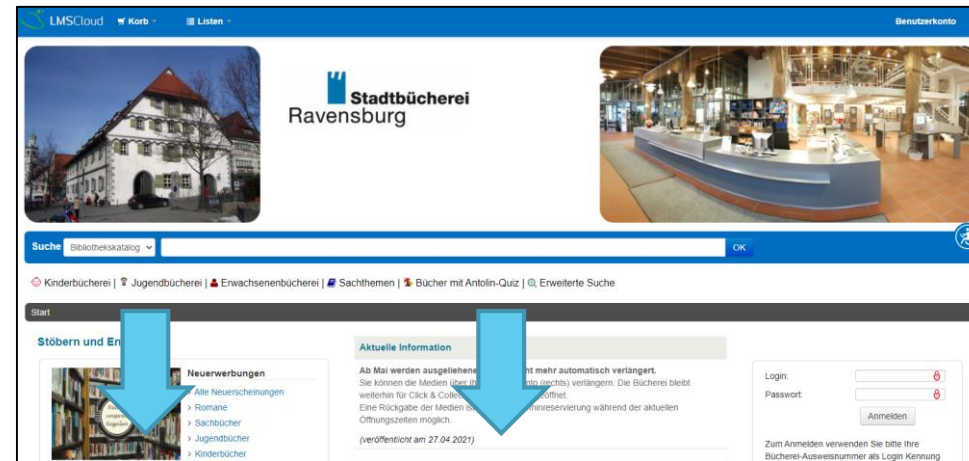 LMSCloud Korb Listen Benutzerkonto
Stadtbücherei
Ravensburg
Suche Bibliothekskatalog OK
Kinderbücherei | Jugendbücherei | Erwachsenenbücherei | Sachthemen | Bücher mit Antolin-Quiz | Erweiterte Suche
Start
Stöbern und
Neuerwerbungen
› Alle Neuerscheinungen
› Romane
› Sachbücher
› Jugendbücher
› Kinderbücher
Aktuelle Information
Ab Mai werden ausgeliehene ht mehr automatisch verlängert.
Sie können die Medien über (rechts) verlängern. Die Bücherei bleibt
weiterhin für Click & öffnet.
Eine Rückgabe der Medien minreservierung während der aktuellen
Öffnungszeiten möglich.
(veröffentlicht am 27.04.2021)
Login:
Passwort:
Anmelden
Zum Anmelden verwenden Sie bitte Ihre
Bücherei-Ausweisnummer als Login Kennung